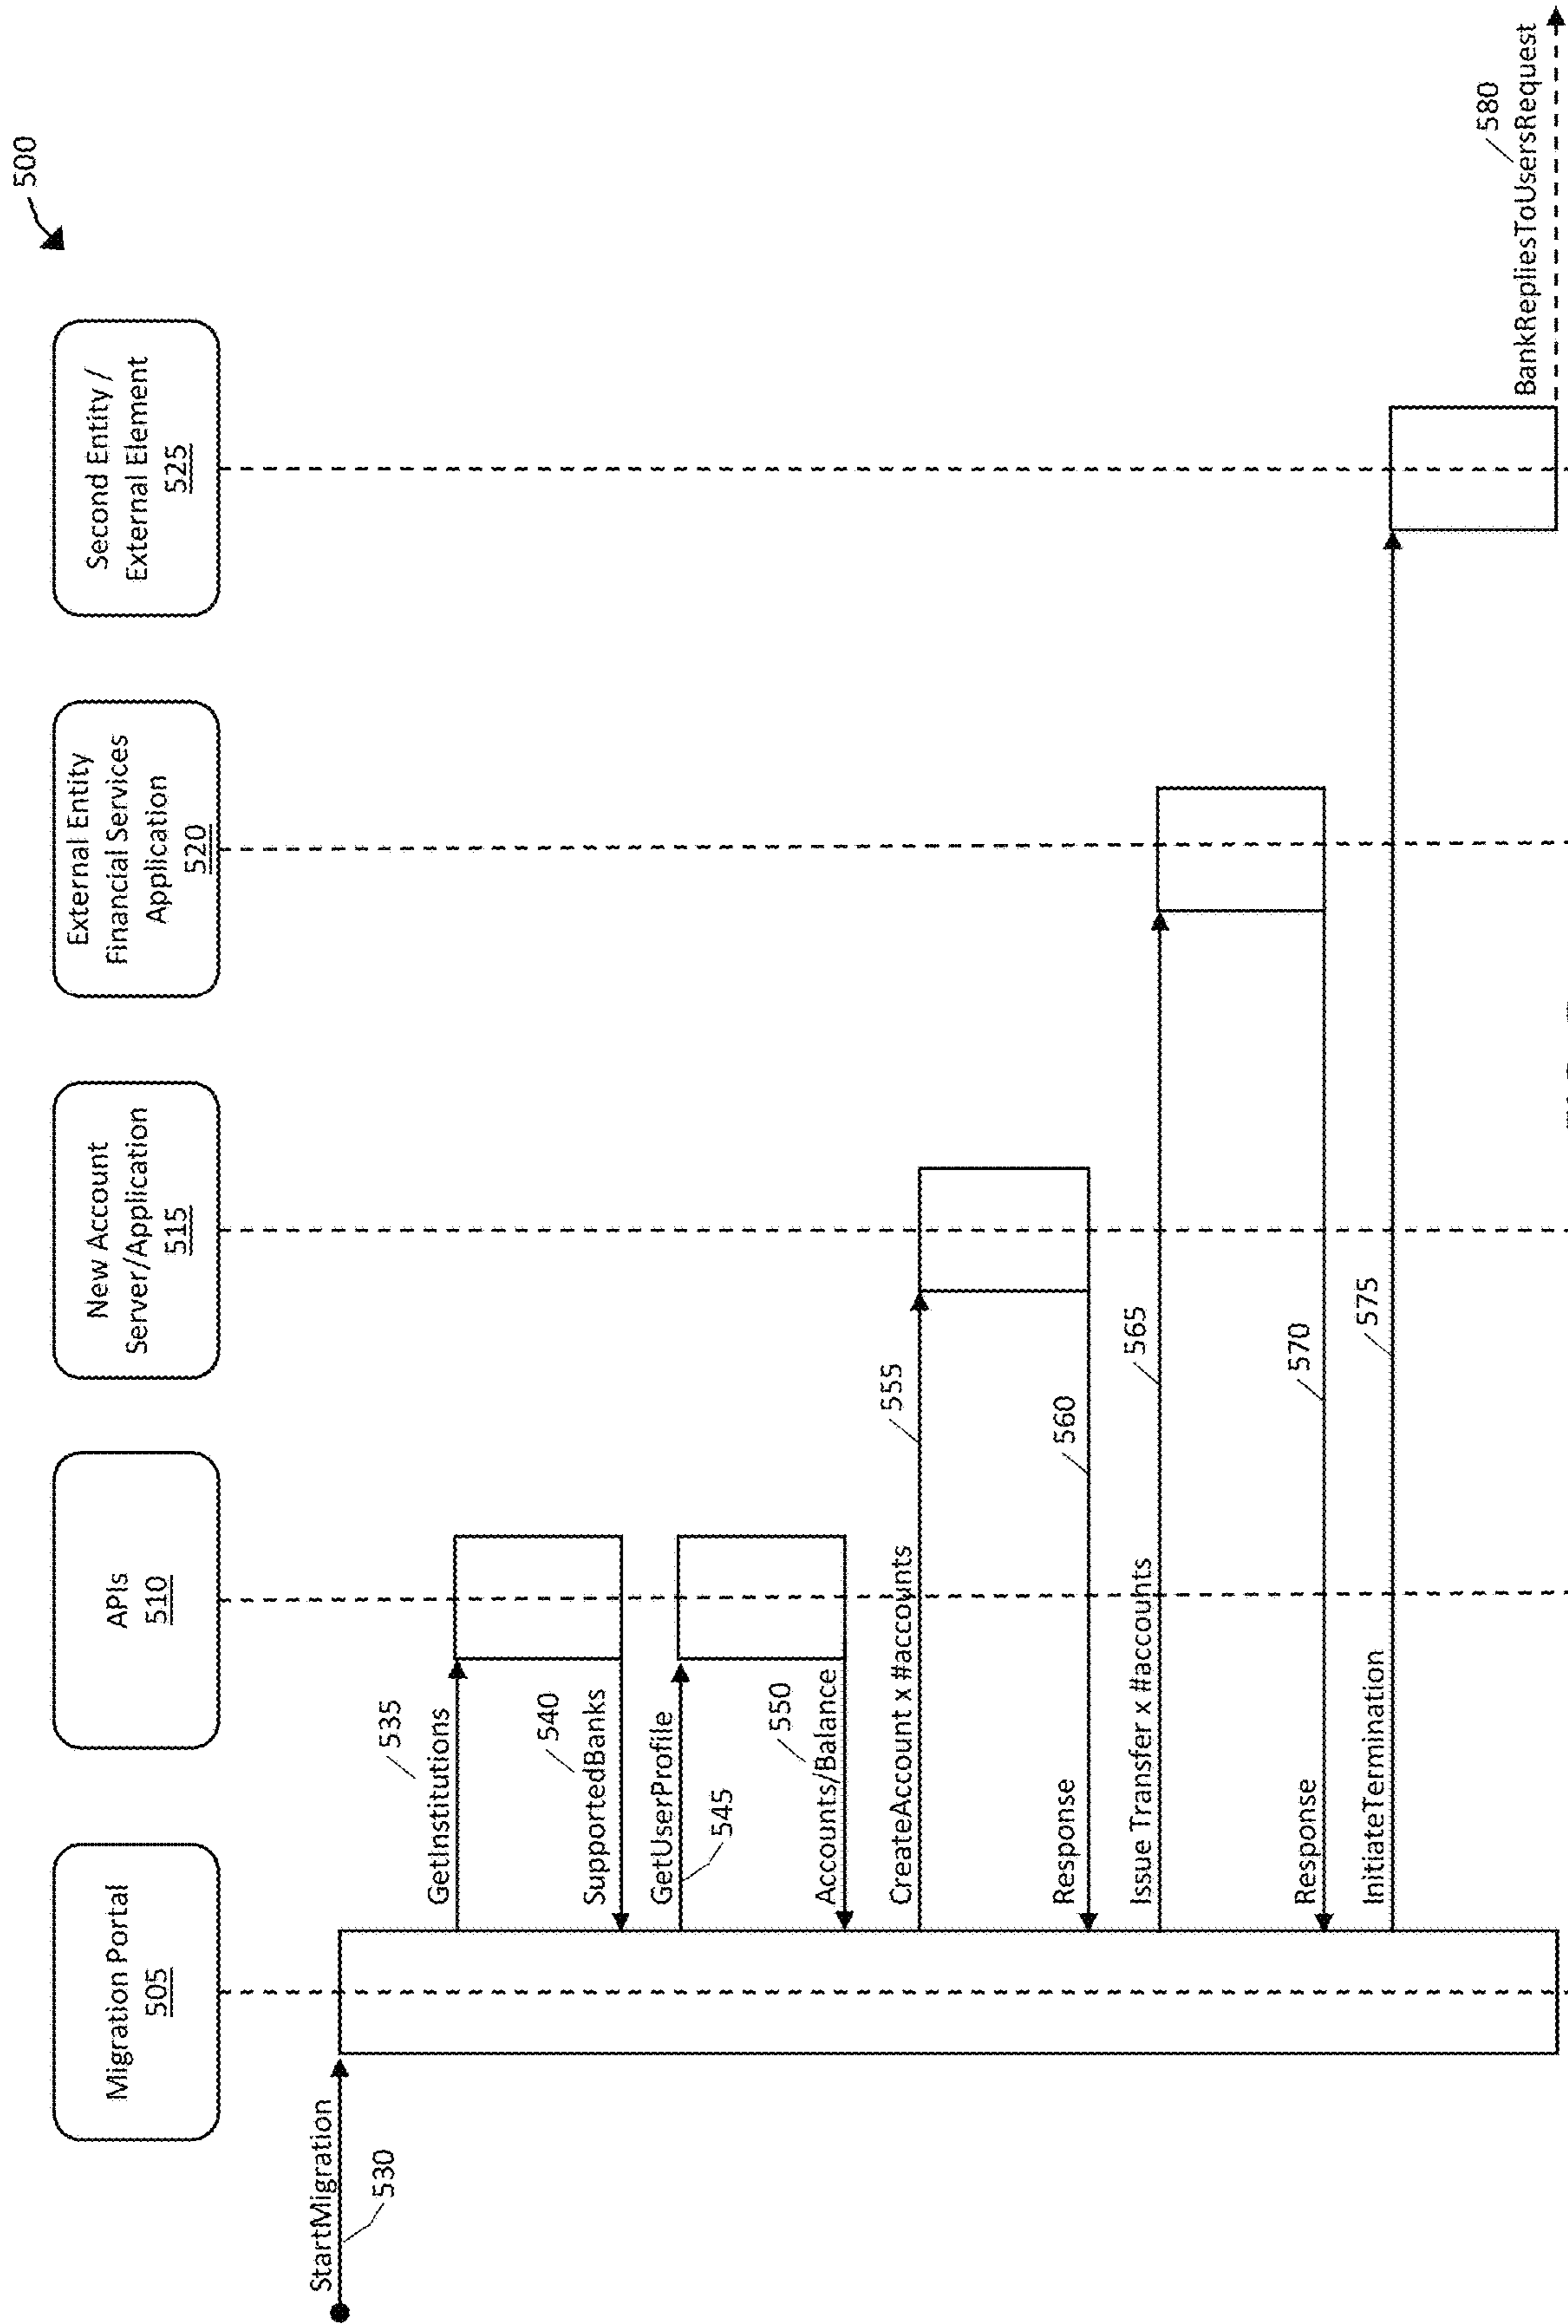 500
Migration Portal
505
APIs
510
New Account
Server/Application
515
External Entity
Financial Services
Application
520
Second Entity /
External Element
525
StartMigration
530
535
GetInstitutions
540
SupportedBanks
GetUserProfile
545
550
Accounts/Balance
CreateAccount x #accounts
555
560
Response
Issue Transfer x #accounts
565
570
Response
InitiateTermination
575
580
BankRepliesToUsersRequest